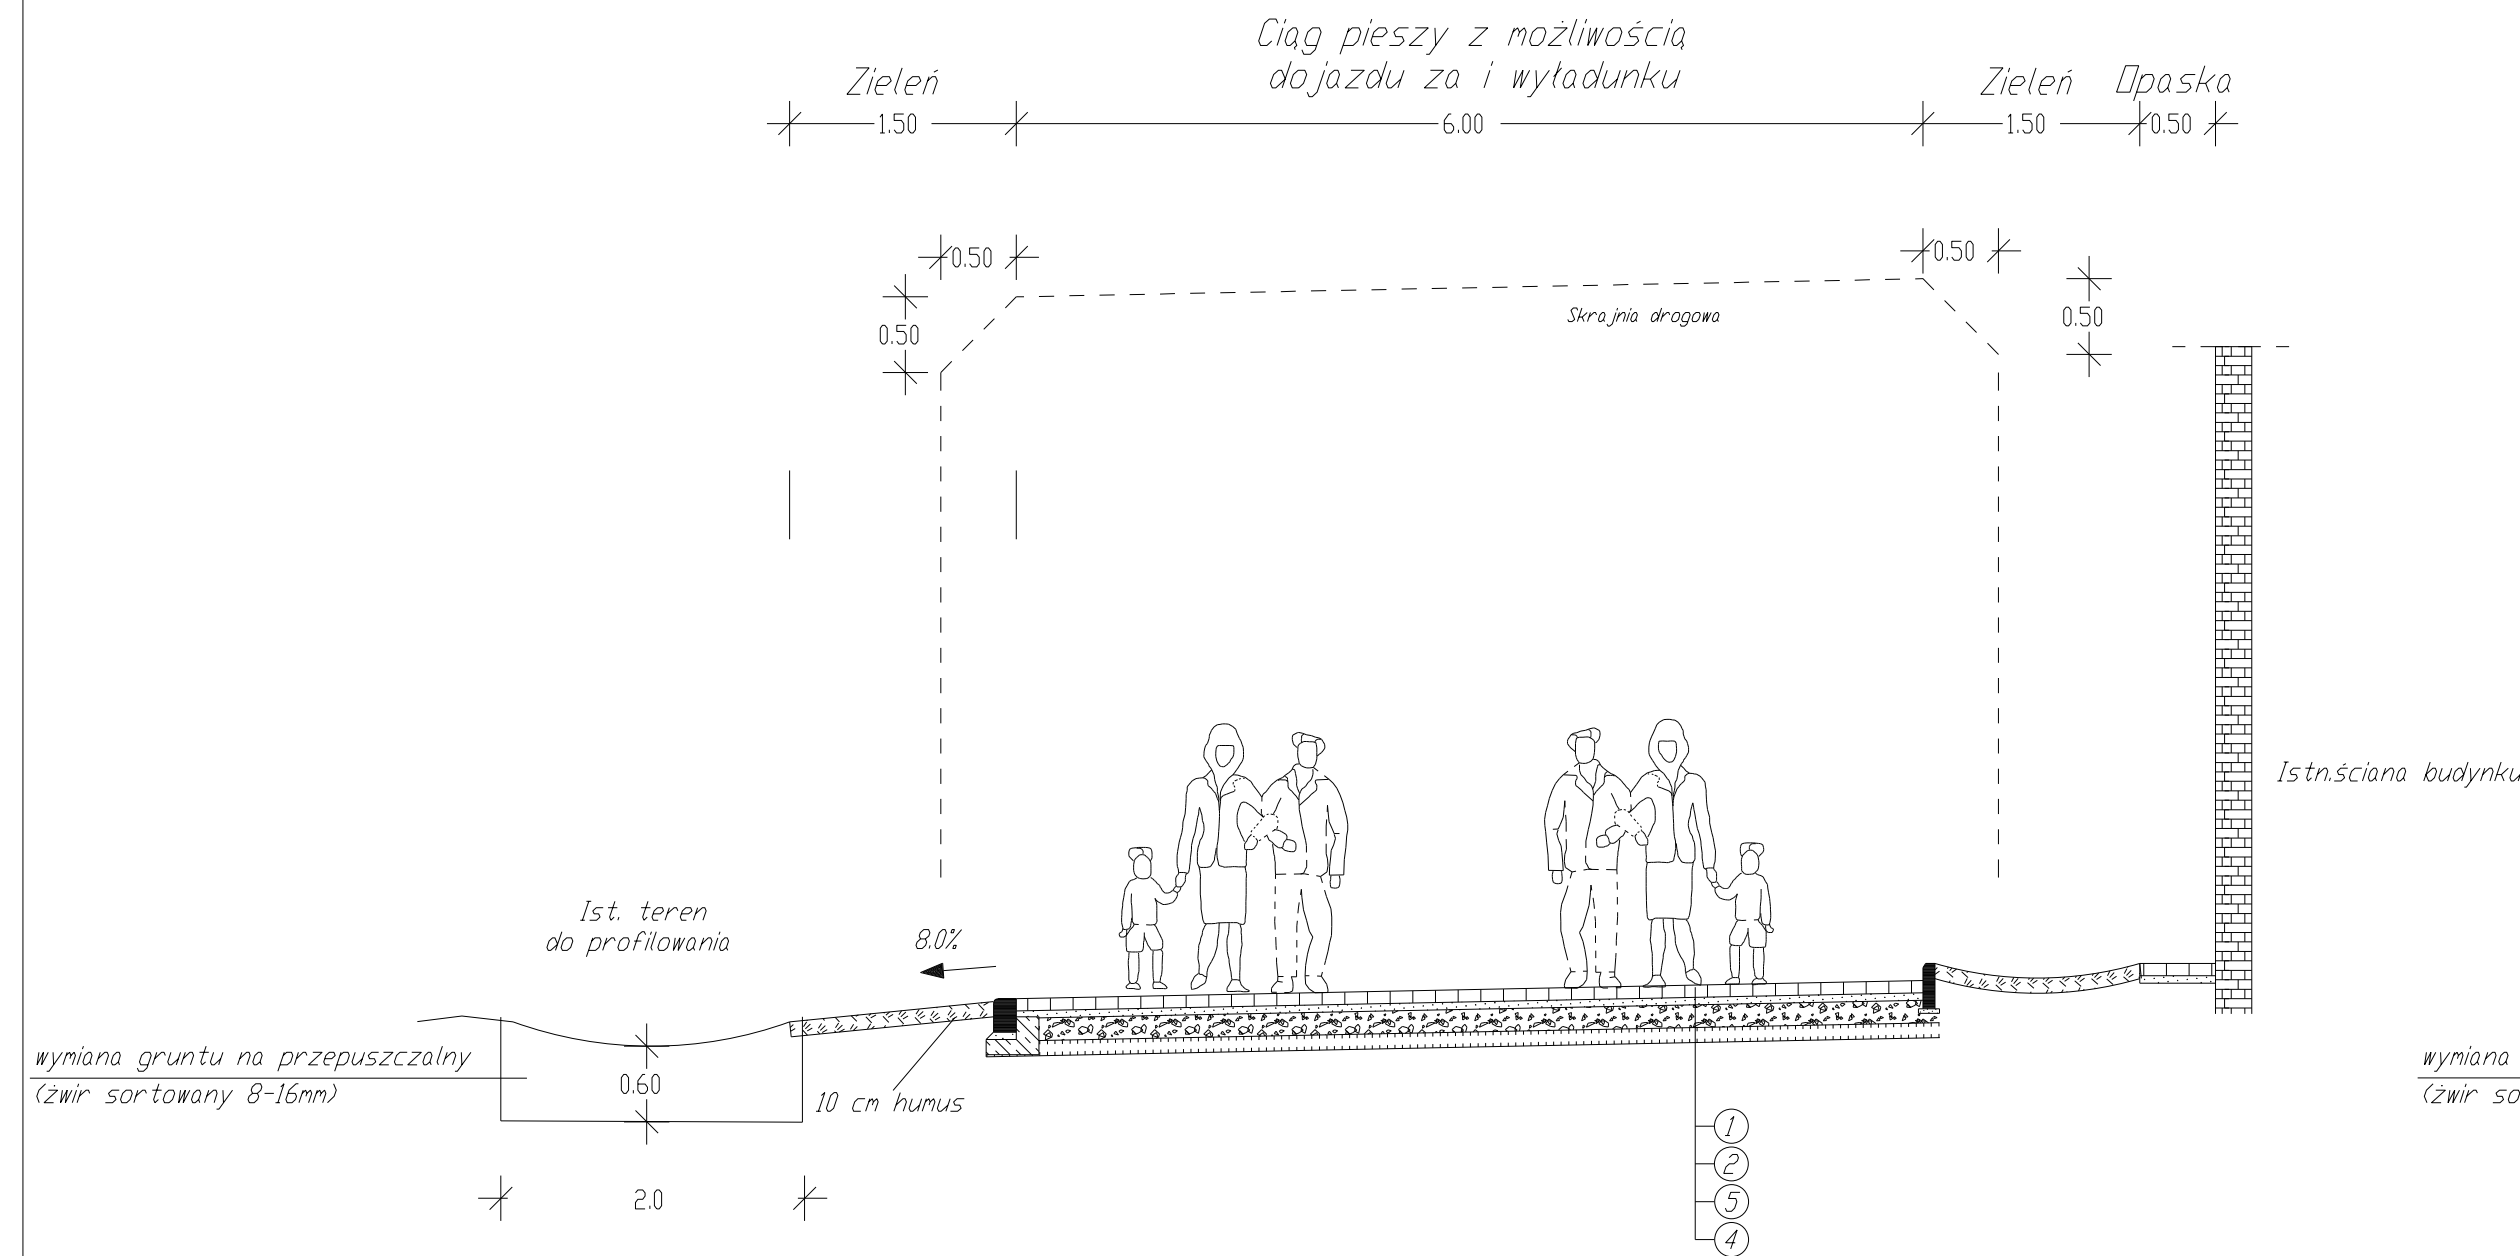 Ciąg pieszy z możliwością
dojazdu za i wyładunku
Zieleń
Zieleń
Opaska
1.50
6.00
1.50
0.50
0.50
0.50
0.50
0.50
Skrajnia drogowa
Istn.ściana budynku
Ist. teren
do profilowania
8.0%
wymiana gruntu na przepuszczalny
(żwir sortowany 8-16mm)
0.60
10 cm humus
2.0
wymiana
(żwir so
1
2
5
4